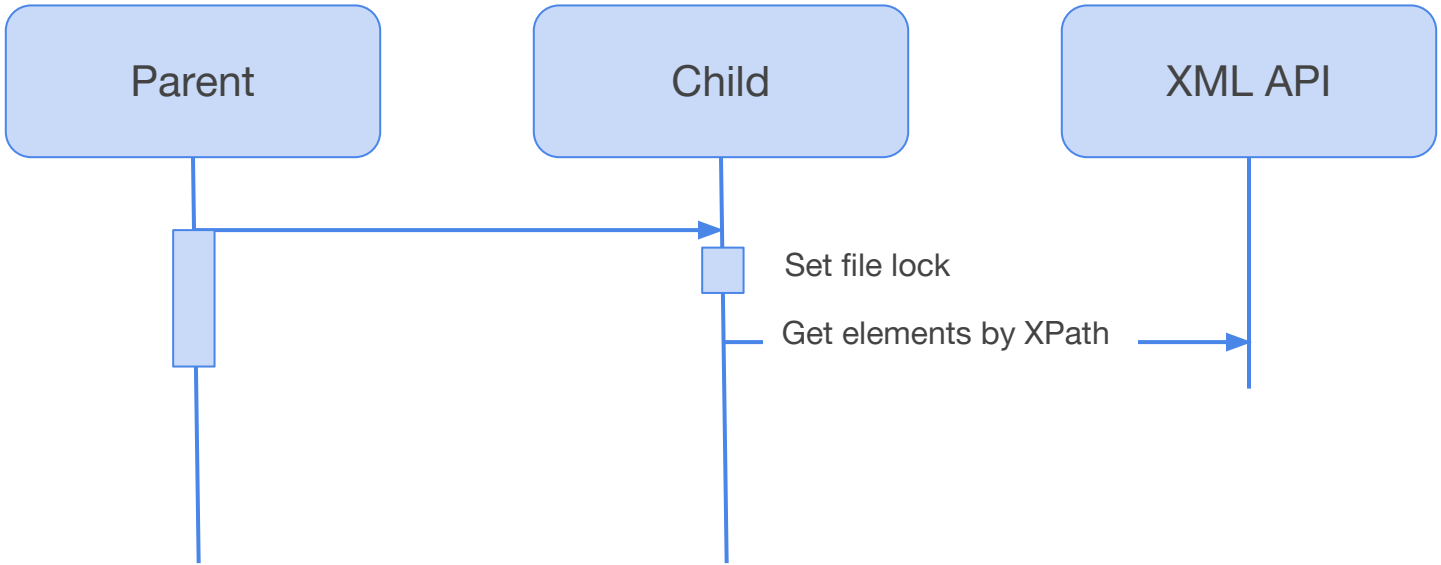 Parent
Child
XML API
Set file lock
Get elements by XPath